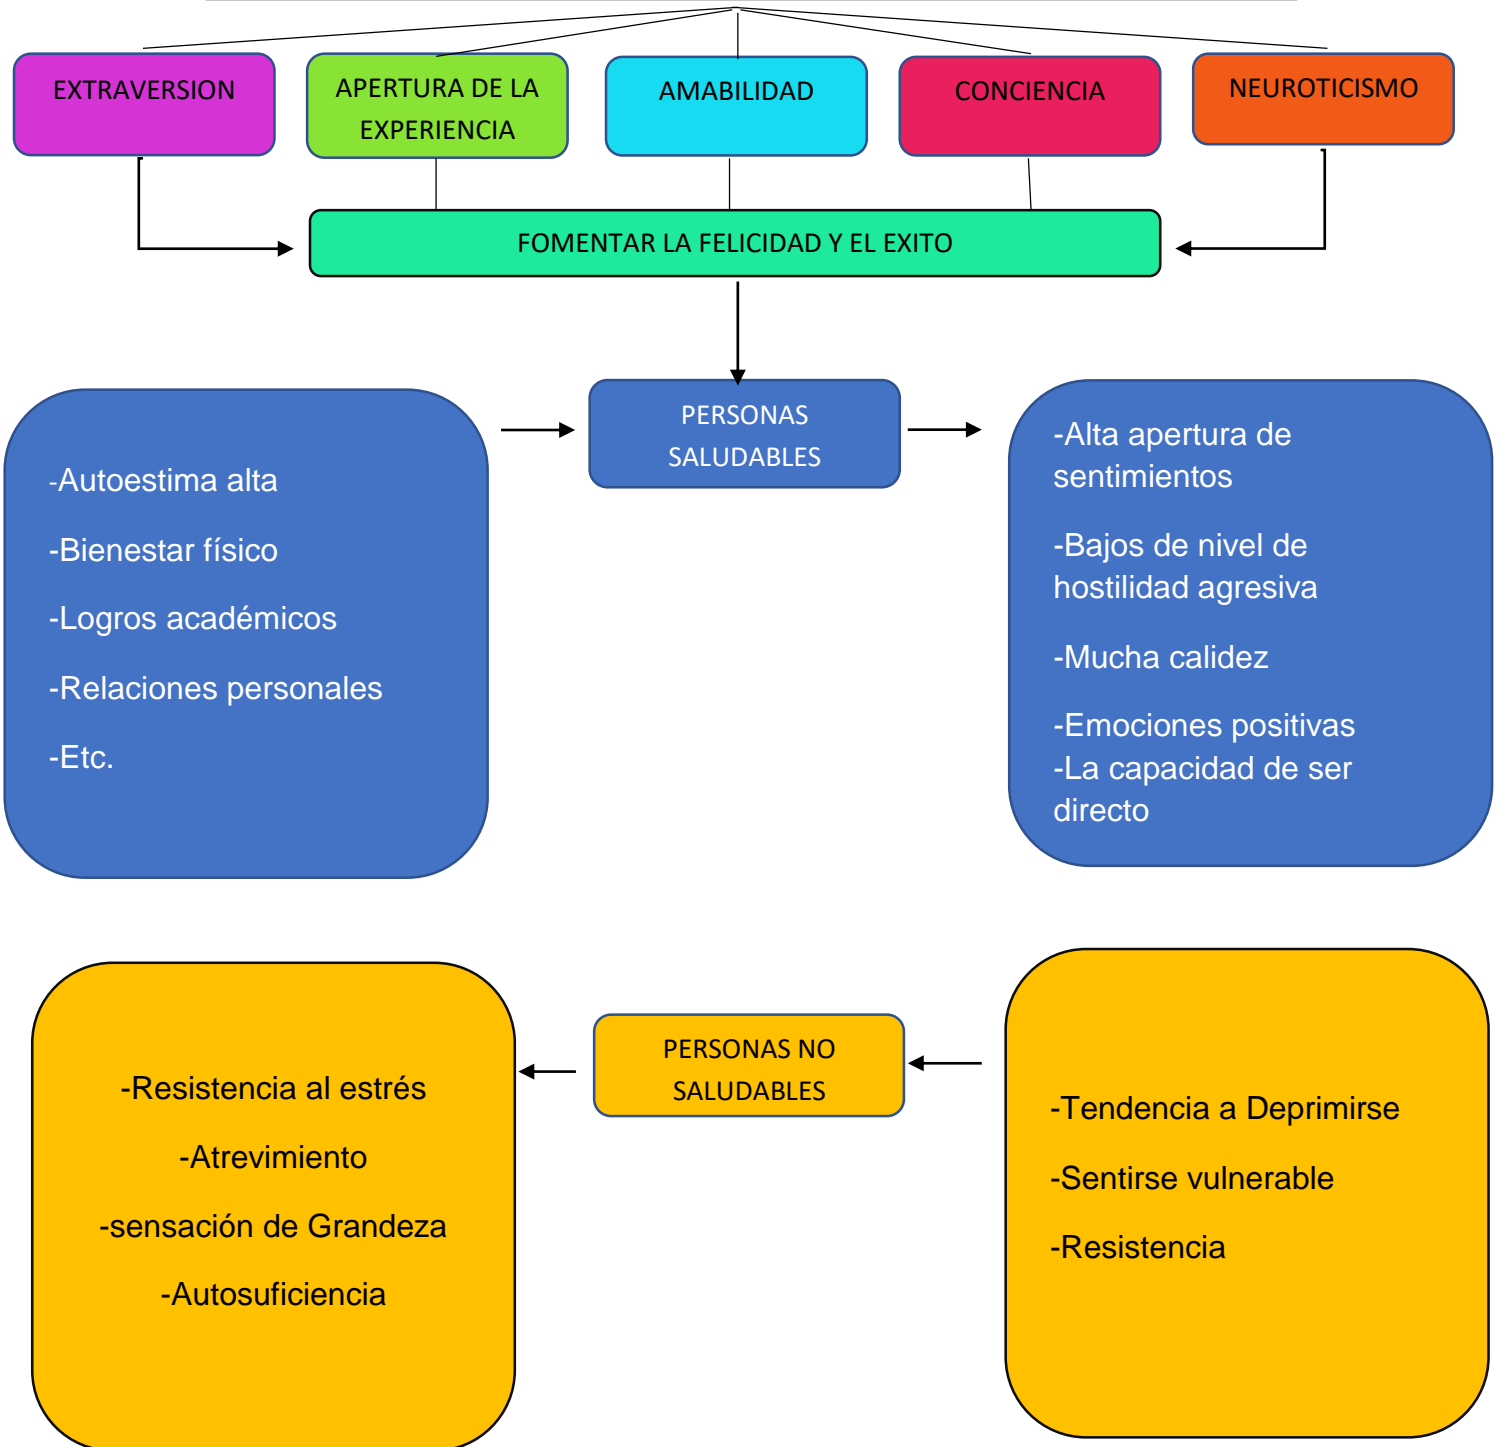 EXTRAVERSION
APERTURA DE LA
EXPERIENCIA
AMABILIDAD
CONCIENCIA
NEUROTICISMO
FOMENTAR LA FELICIDAD Y EL EXITO
-Autoestima alta
-Bienestar físico
-Logros académicos
-Relaciones personales
-Etc.
PERSONAS
SALUDABLES
-Alta apertura de
sentimientos
-Bajos de nivel de
hostilidad agresiva
-Mucha calidez
-Emociones positivas
-La capacidad de ser
directo
-Resistencia al estrés
-Atrevimiento
-sensación de Grandeza
-Autosuficiencia
PERSONAS NO
SALUDABLES
-Tendencia a Deprimirse
-Sentirse vulnerable
-Resistencia